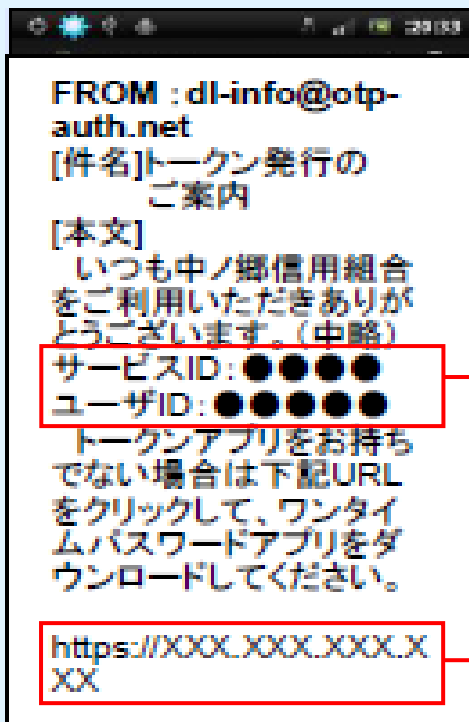 20:33
FROM : dl-info@otp-
auth.net
[件名]トークン発行の
ご案内
[本文]
いつも中ノ郷信用組合
をご利用いただきありが
とうございます。（中略）
サービスID：●●●●
ユーザID：●●●●●
トークンアプリをお持ち
でない場合は下記URL
をクリックして、ワンタイ
ムパスワードアプリをダ
ウンロードしてください。
https://XXX.XXX.XXX.X
XX